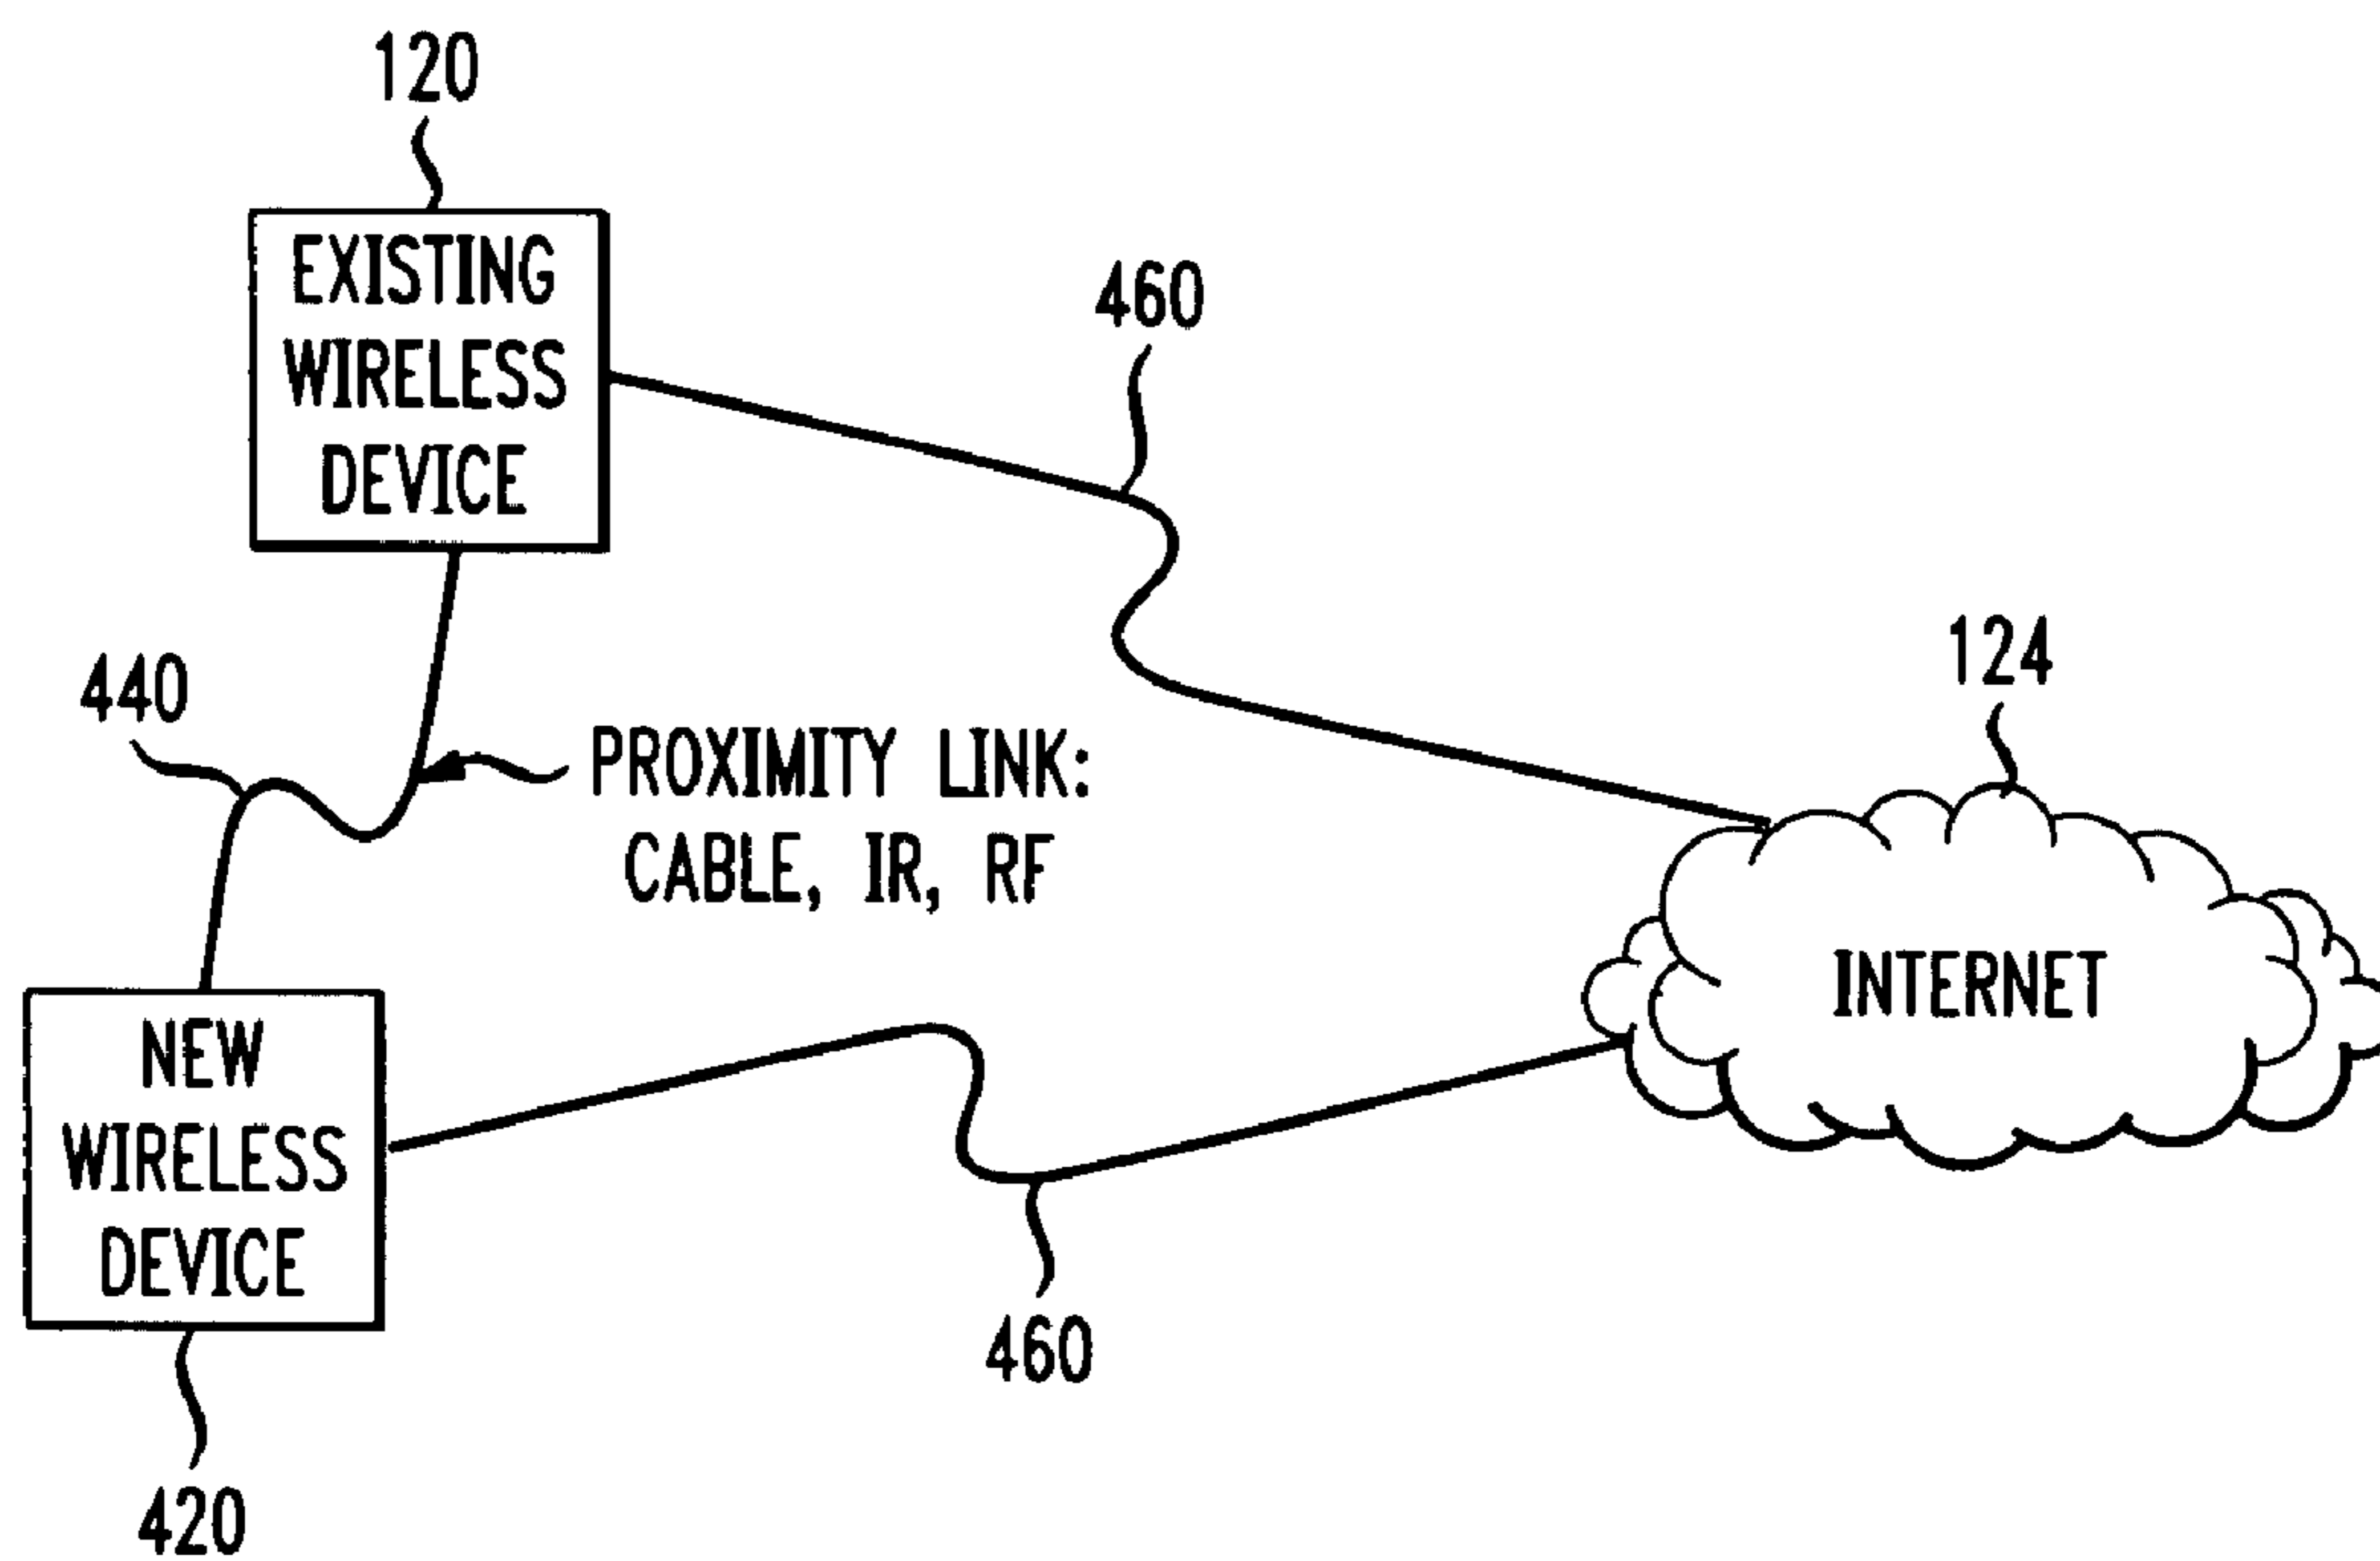 120
EXISTING
WIRELESS
DEVICE
460
124
440
PROXIMITY LINK:
CABLE, IR, RF
INTERNET
NEW
WIRELESS
DEVICE
460
420